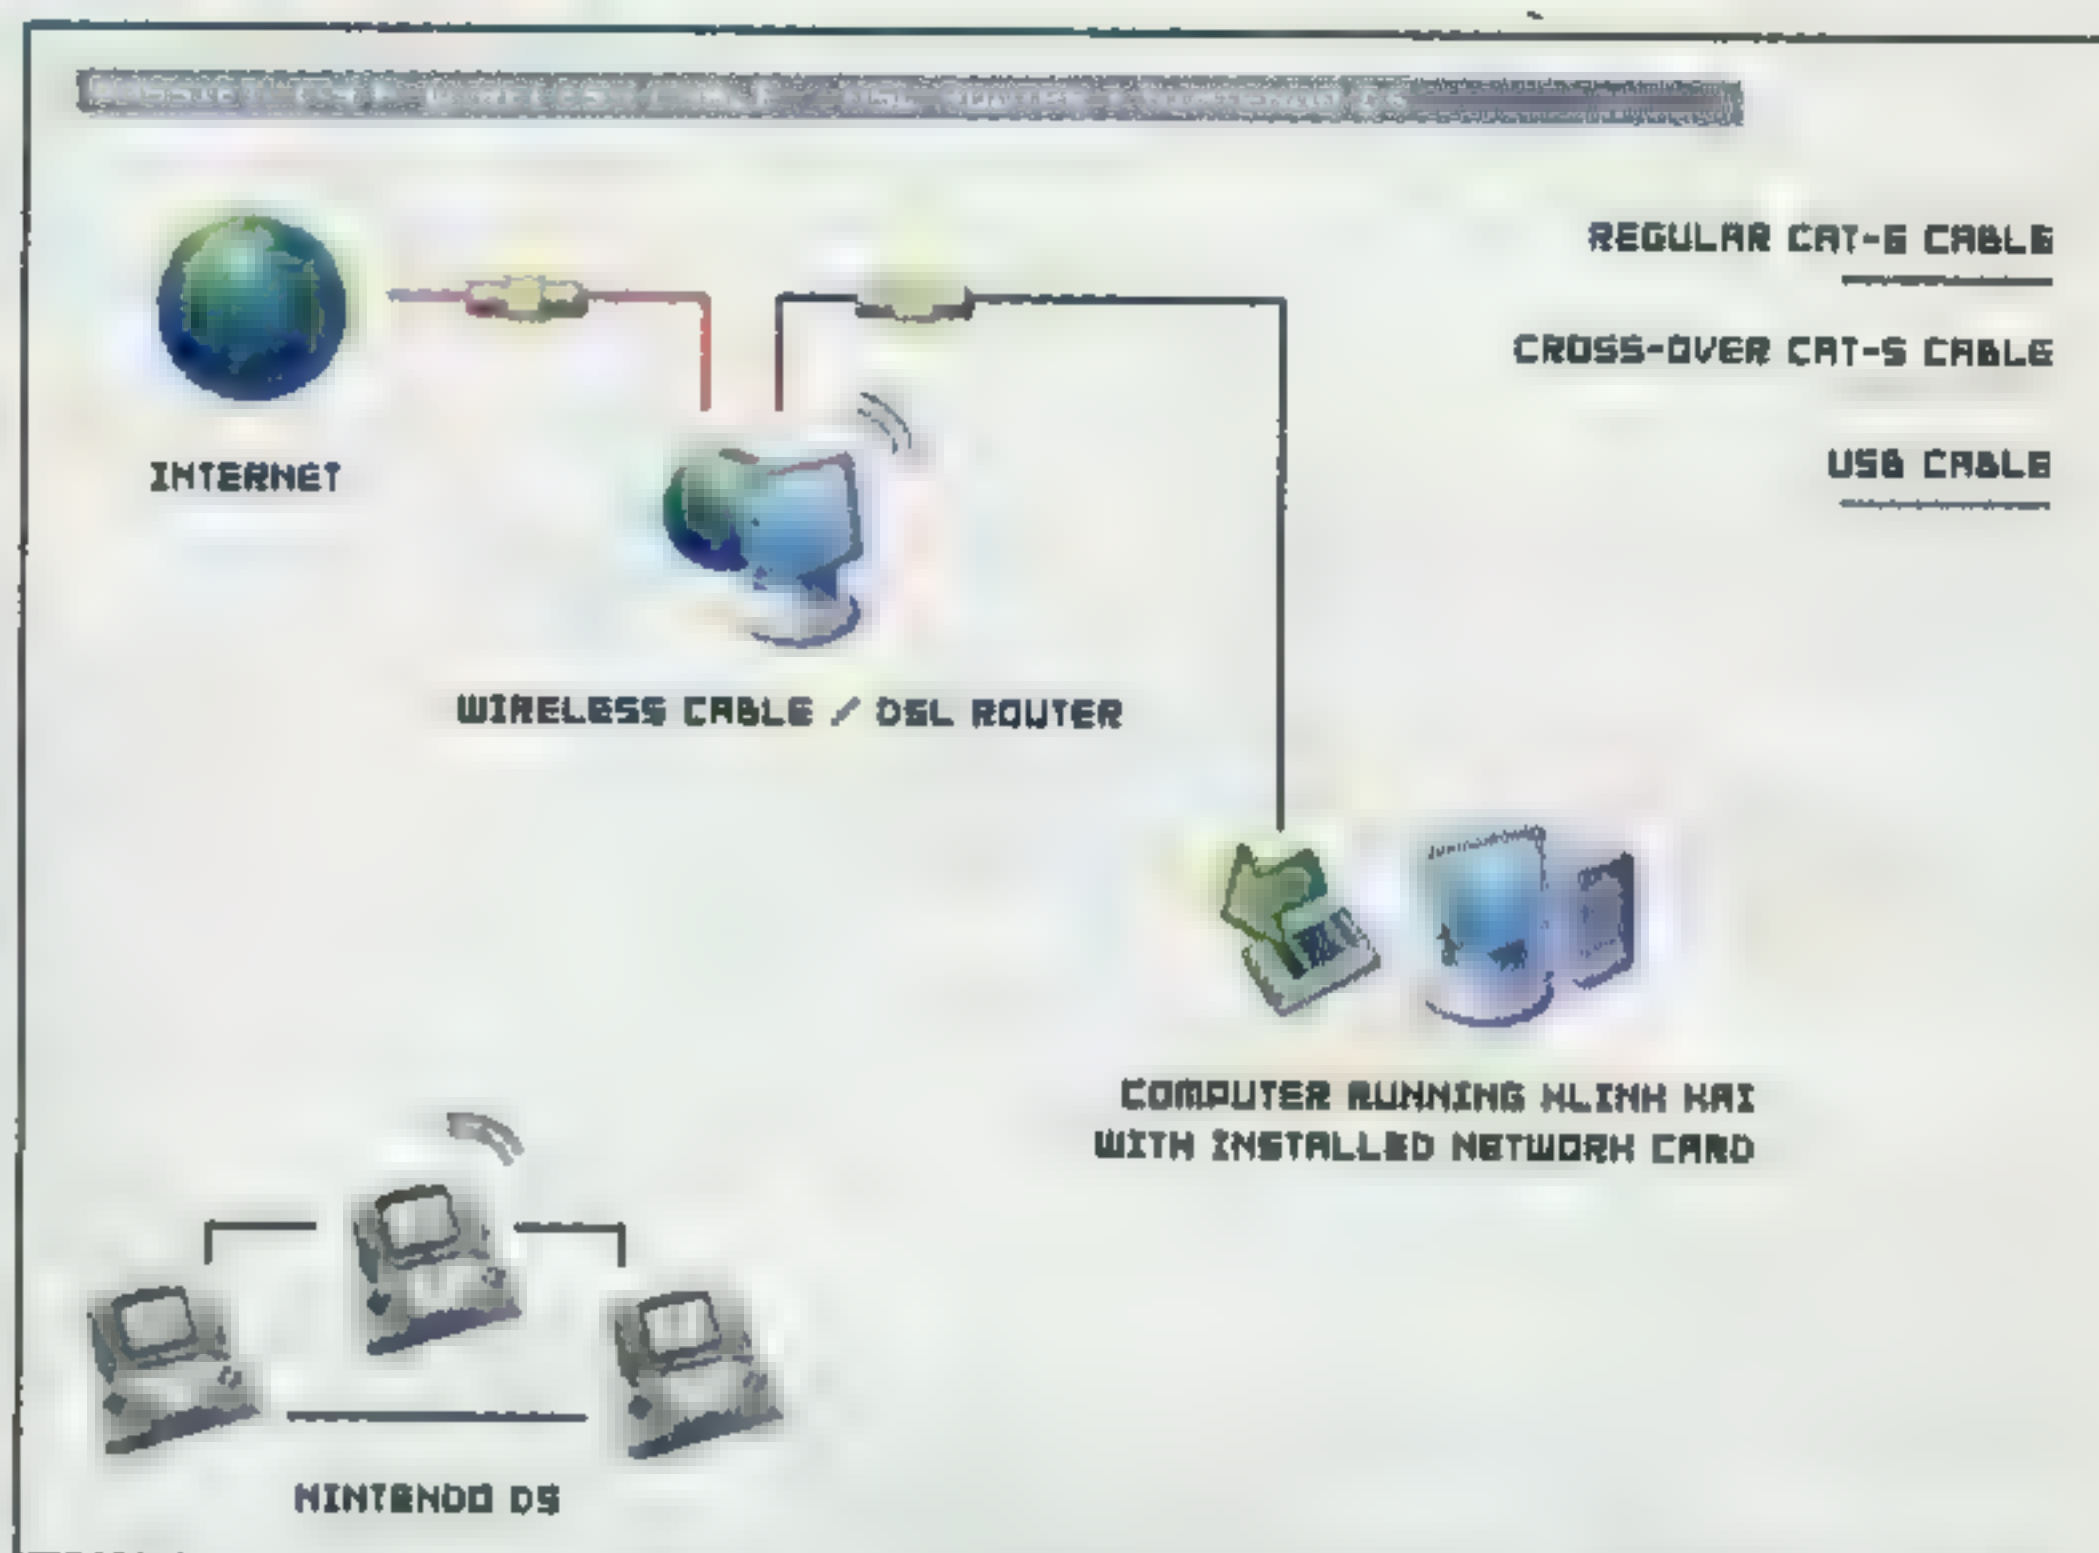 REGULAR CAT-5 CABLE
CROSS-OVER CAT-5 CABLE
USB CABLE
INTERNET
WIRELESS CABLE / DSL ROUTER
COMPUTER RUNNING XLINK KAI
WITH INSTALLED NETWORK CARD
NINTENDO DS